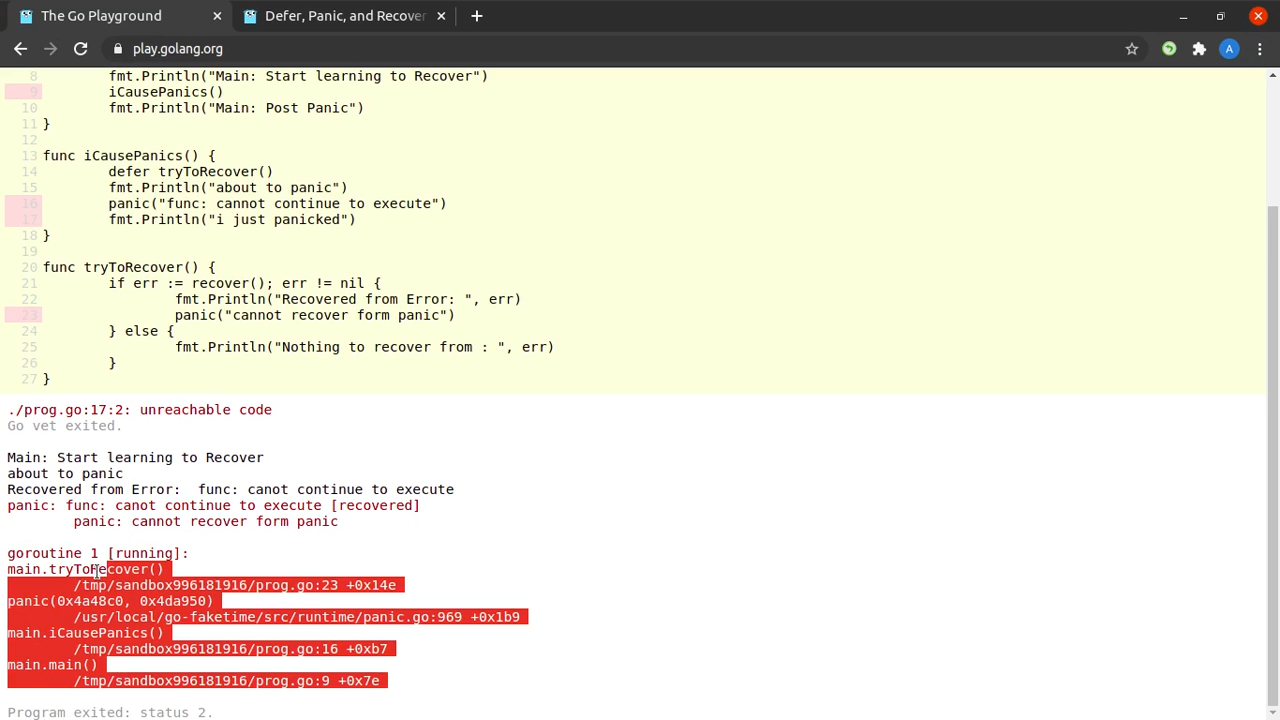 The Go Playground
Defer, Panic, and Recover
play.golang.org
A
8 fmt.Println("Main: Start learning to Recover")
9 iCausePanics()
10 fmt.Println("Main: Post Panic")
11 }
12
13 func iCausePanics() {
14 defer tryToRecover()
15 fmt.Println("about to panic")
16 panic("func: cannot continue to execute")
17 fmt.Println("i just panicked")
18 }
19
20 func tryToRecover() {
21 if err := recover(); err != nil {
22 fmt.Println("Recovered from Error: ", err)
23 panic("cannot recover form panic")
24 } else {
25 fmt.Println("Nothing to recover from : ", err)
26 }
27 }
./prog.go:17:2: unreachable code
Go vet exited.
Main: Start learning to Recover
about to panic
Recovered from Error:  func: canot continue to execute
panic: func: canot continue to execute [recovered]
panic: cannot recover form panic
goroutine 1 [running]:
main.tryToRecover()
/tmp/sandbox996181916/prog.go:23 +0x14e
panic(0x4a48c0, 0x4da950)
/usr/local/go-faketime/src/runtime/panic.go:969 +0x1b9
main.iCausePanics()
/tmp/sandbox996181916/prog.go:16 +0xb7
main.main()
/tmp/sandbox996181916/prog.go:9 +0x7e
Program exited: status 2.